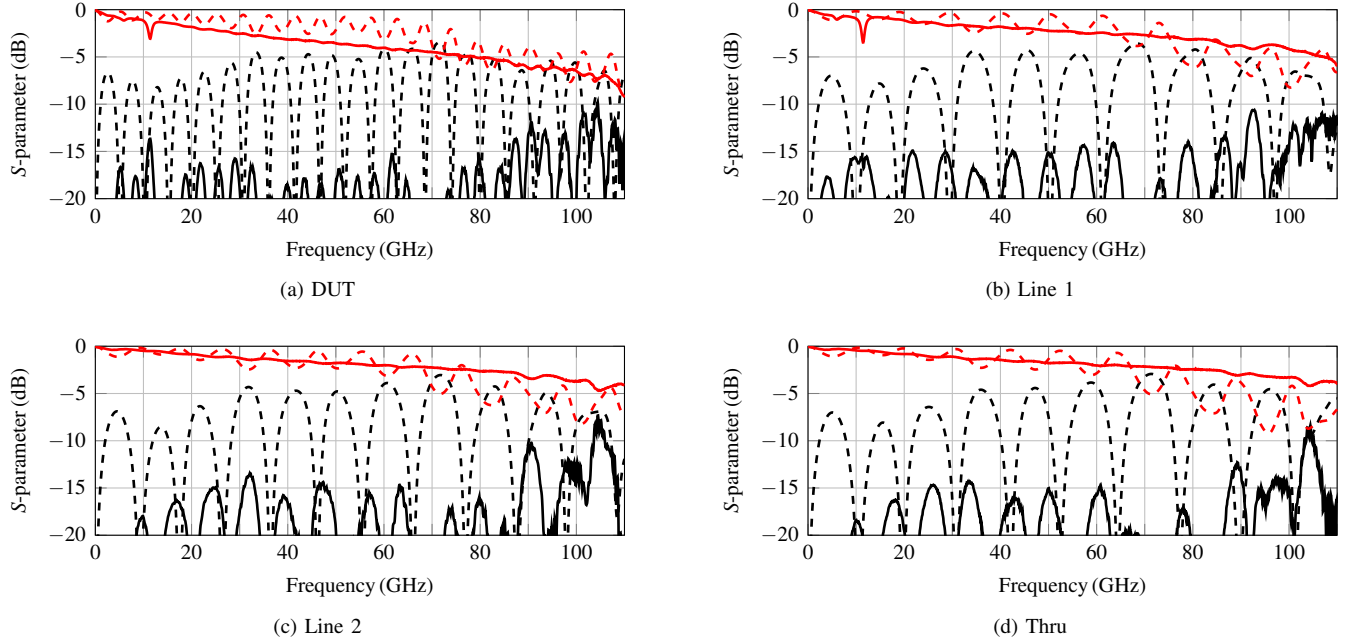 0
−5
−10
−15
−20
S-parameter (dB)
0 20 40 60 80 100
Frequency (GHz)
(a) DUT
0
−5
−10
−15
−20
S-parameter (dB)
0 20 40 60 80 100
Frequency (GHz)
(b) Line 1
0
−5
−10
−15
−20
S-parameter (dB)
0 20 40 60 80 100
Frequency (GHz)
(c) Line 2
0
−5
−10
−15
−20
S-parameter (dB)
0 20 40 60 80 100
Frequency (GHz)
(d) Thru